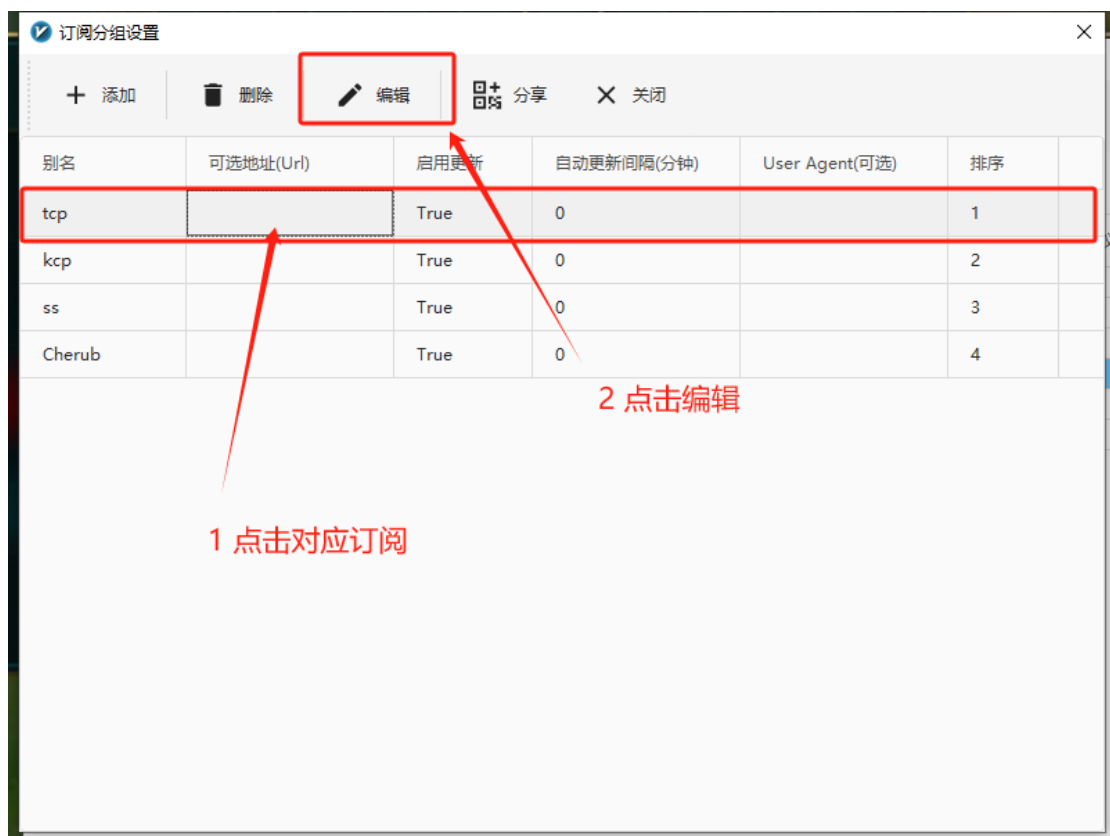 订阅分组设置
添加 删除 编辑 分享 关闭
别名 可选地址(Url) 启用更新 自动更新间隔(分钟) User Agent(可选) 排序
tcp True 0 1
kcp True 0 2
ss True 0 3
Cherub True 0 4
2 点击编辑
1 点击对应订阅